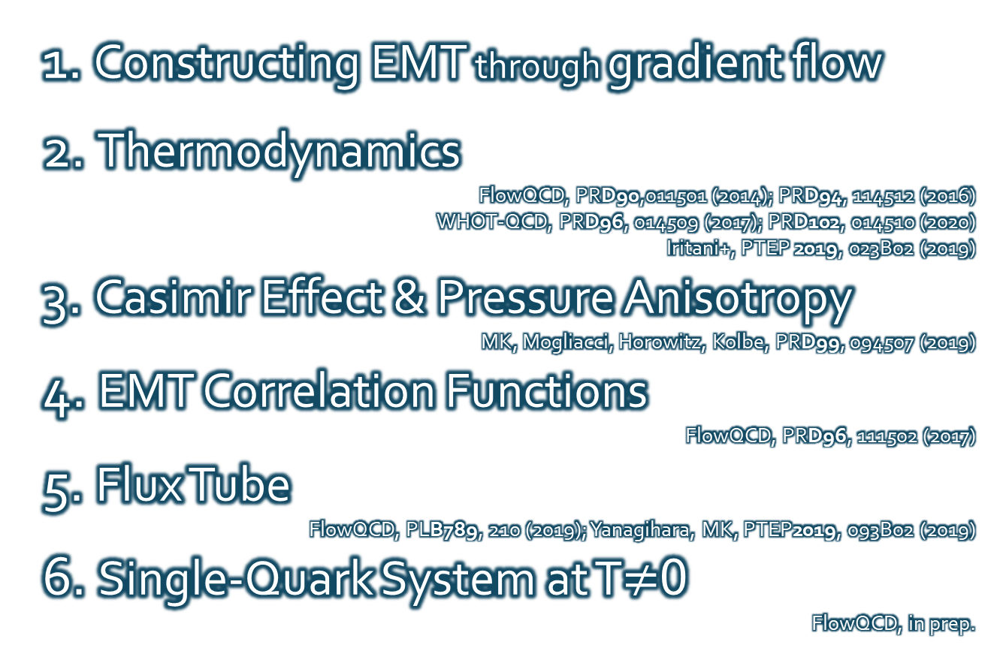 1. Constructing EMT through gradient flow
2. Thermodynamics
FlowQCD, PRD90,011501 (2014); PRD94, 114512 (2016)
WHOT-QCD, PRD96, 014509 (2017); PRD102, 014510 (2020)
Iritani+, PTEP 2019, 023B02 (2019)
3. Casimir Effect & Pressure Anisotropy
MK, Mogliacci, Horowitz, Kolbe, PRD99, 094507 (2019)
4. EMT Correlation Functions
FlowQCD, PRD96, 111502 (2017)
5. Flux Tube
FlowQCD, PLB789, 210 (2019); Yanagihara, MK, PTEP2019, 093B02 (2019)
6. Single-Quark System at T≠0
FlowQCD, in prep.